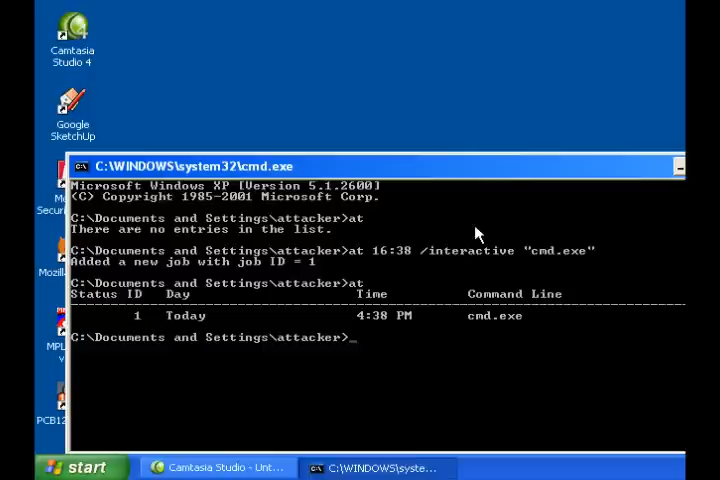 Camtasia
Studio 4
Google
SketchUp
C:\WINDOWS\system32\cmd.exe
Microsoft Windows XP [Version 5.1.2600]
(C) Copyright 1985-2001 Microsoft Corp.
C:\Documents and Settings\attacker>at
There are no entries in the list.
C:\Documents and Settings\attacker>at 16:38 /interactive "cmd.exe"
Added a new job with job ID = 1
C:\Documents and Settings\attacker>at
Status ID Day Time Command Line
1 Today 4:38 PM cmd.exe
C:\Documents and Settings\attacker>_
Securi
Mozil
MPL
PCB12
start
Camtasia Studio - Unt...
C:\WINDOWS\syste...